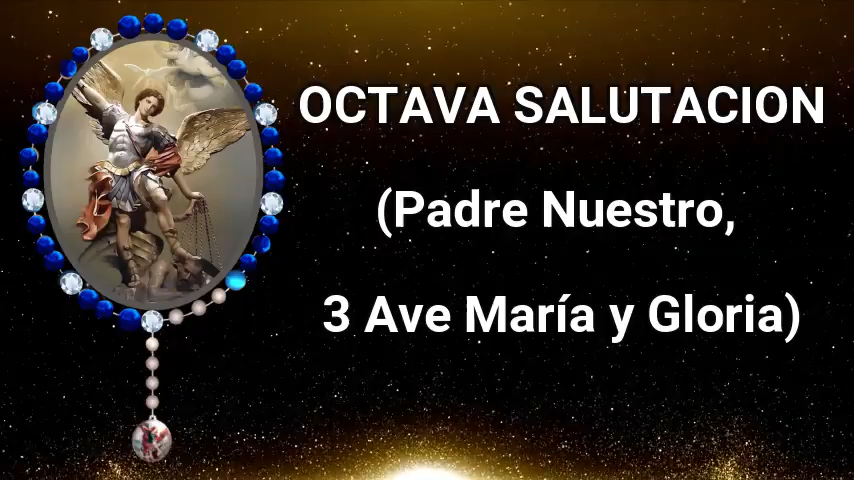 OCTAVA SALUTACION
(Padre Nuestro,
3 Ave María y Gloria)